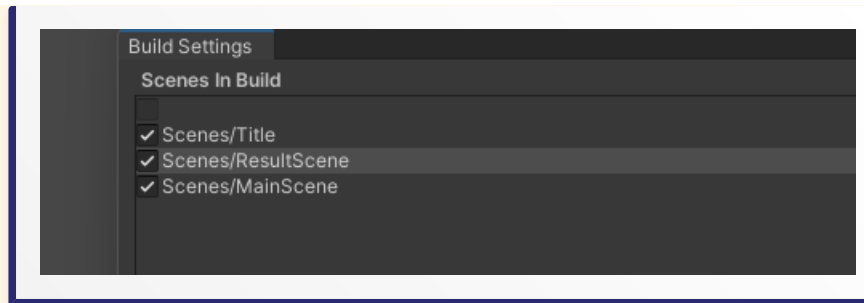 Build Settings
Scenes In Build
Scenes/Title
Scenes/ResultScene
Scenes/MainScene